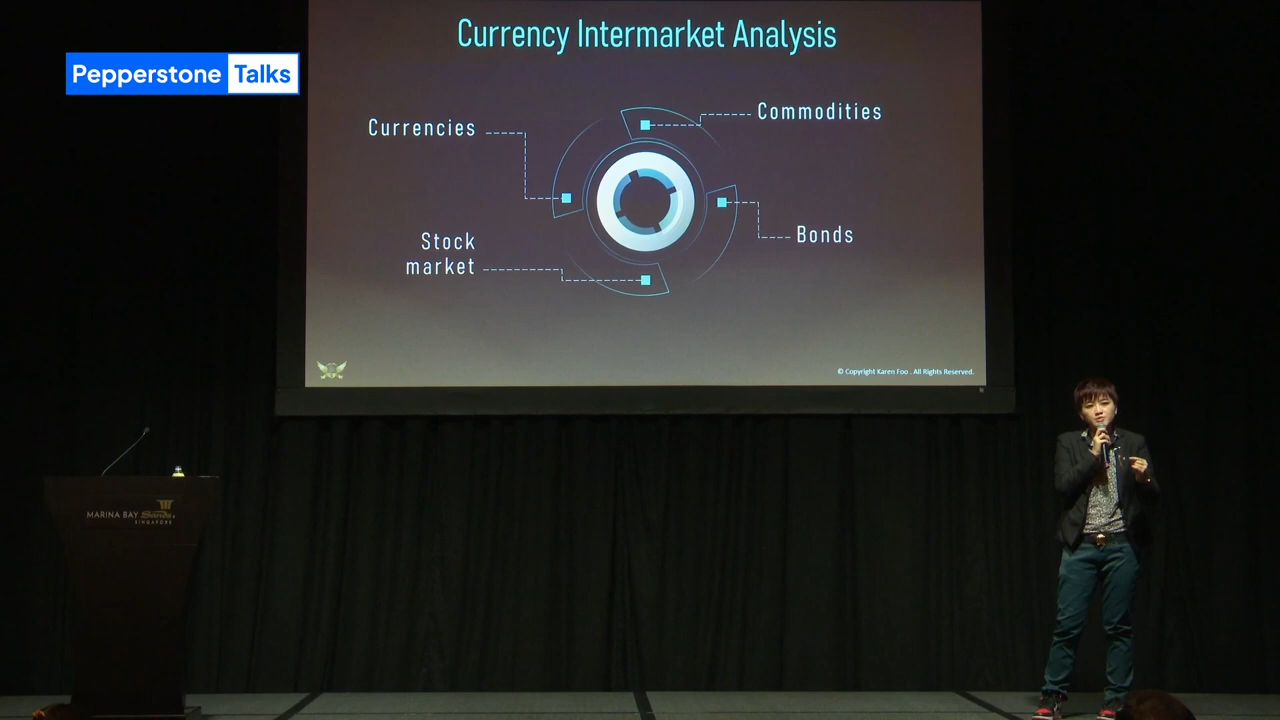 Currency Intermarket Analysis
Pepperstone Talks
Commodities
Currencies
Bonds
Stock
market
© Copyright Karen Foo . All Rights Reserved.
MARINA BAY Sands
SINGAPORE